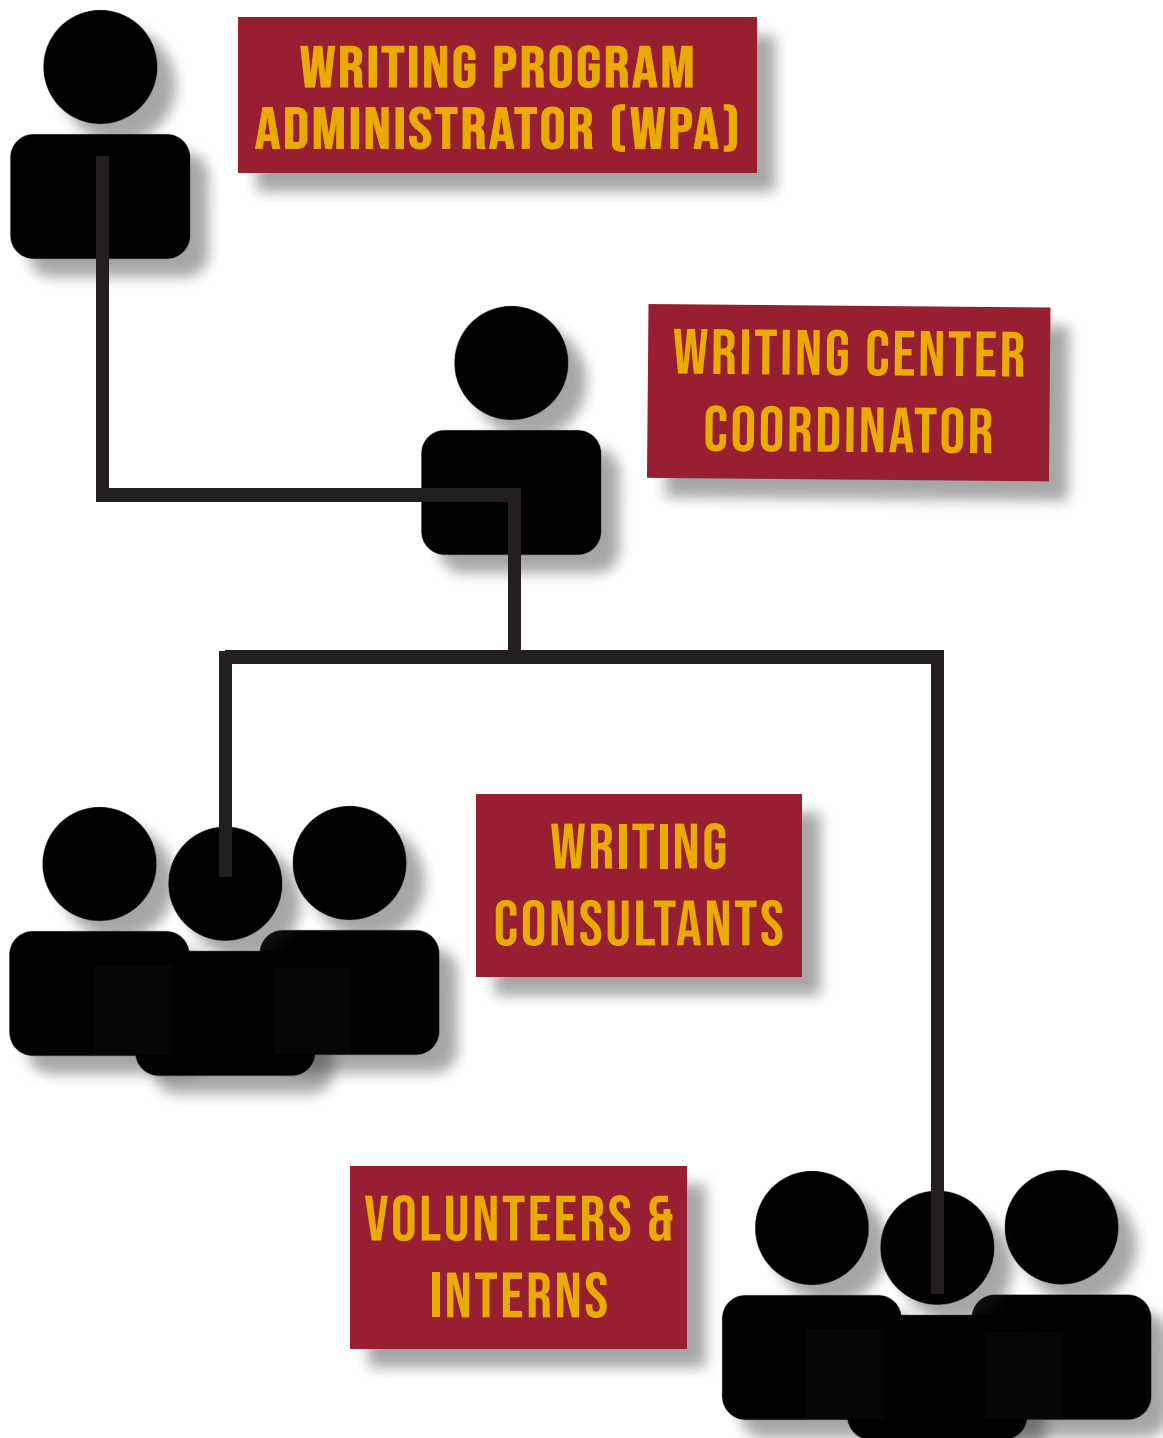 WRITING PROGRAM
ADMINISTRATOR (WPA)
WRITING CENTER
COORDINATOR
WRITING
CONSULTANTS
VOLUNTEERS &
INTERNS